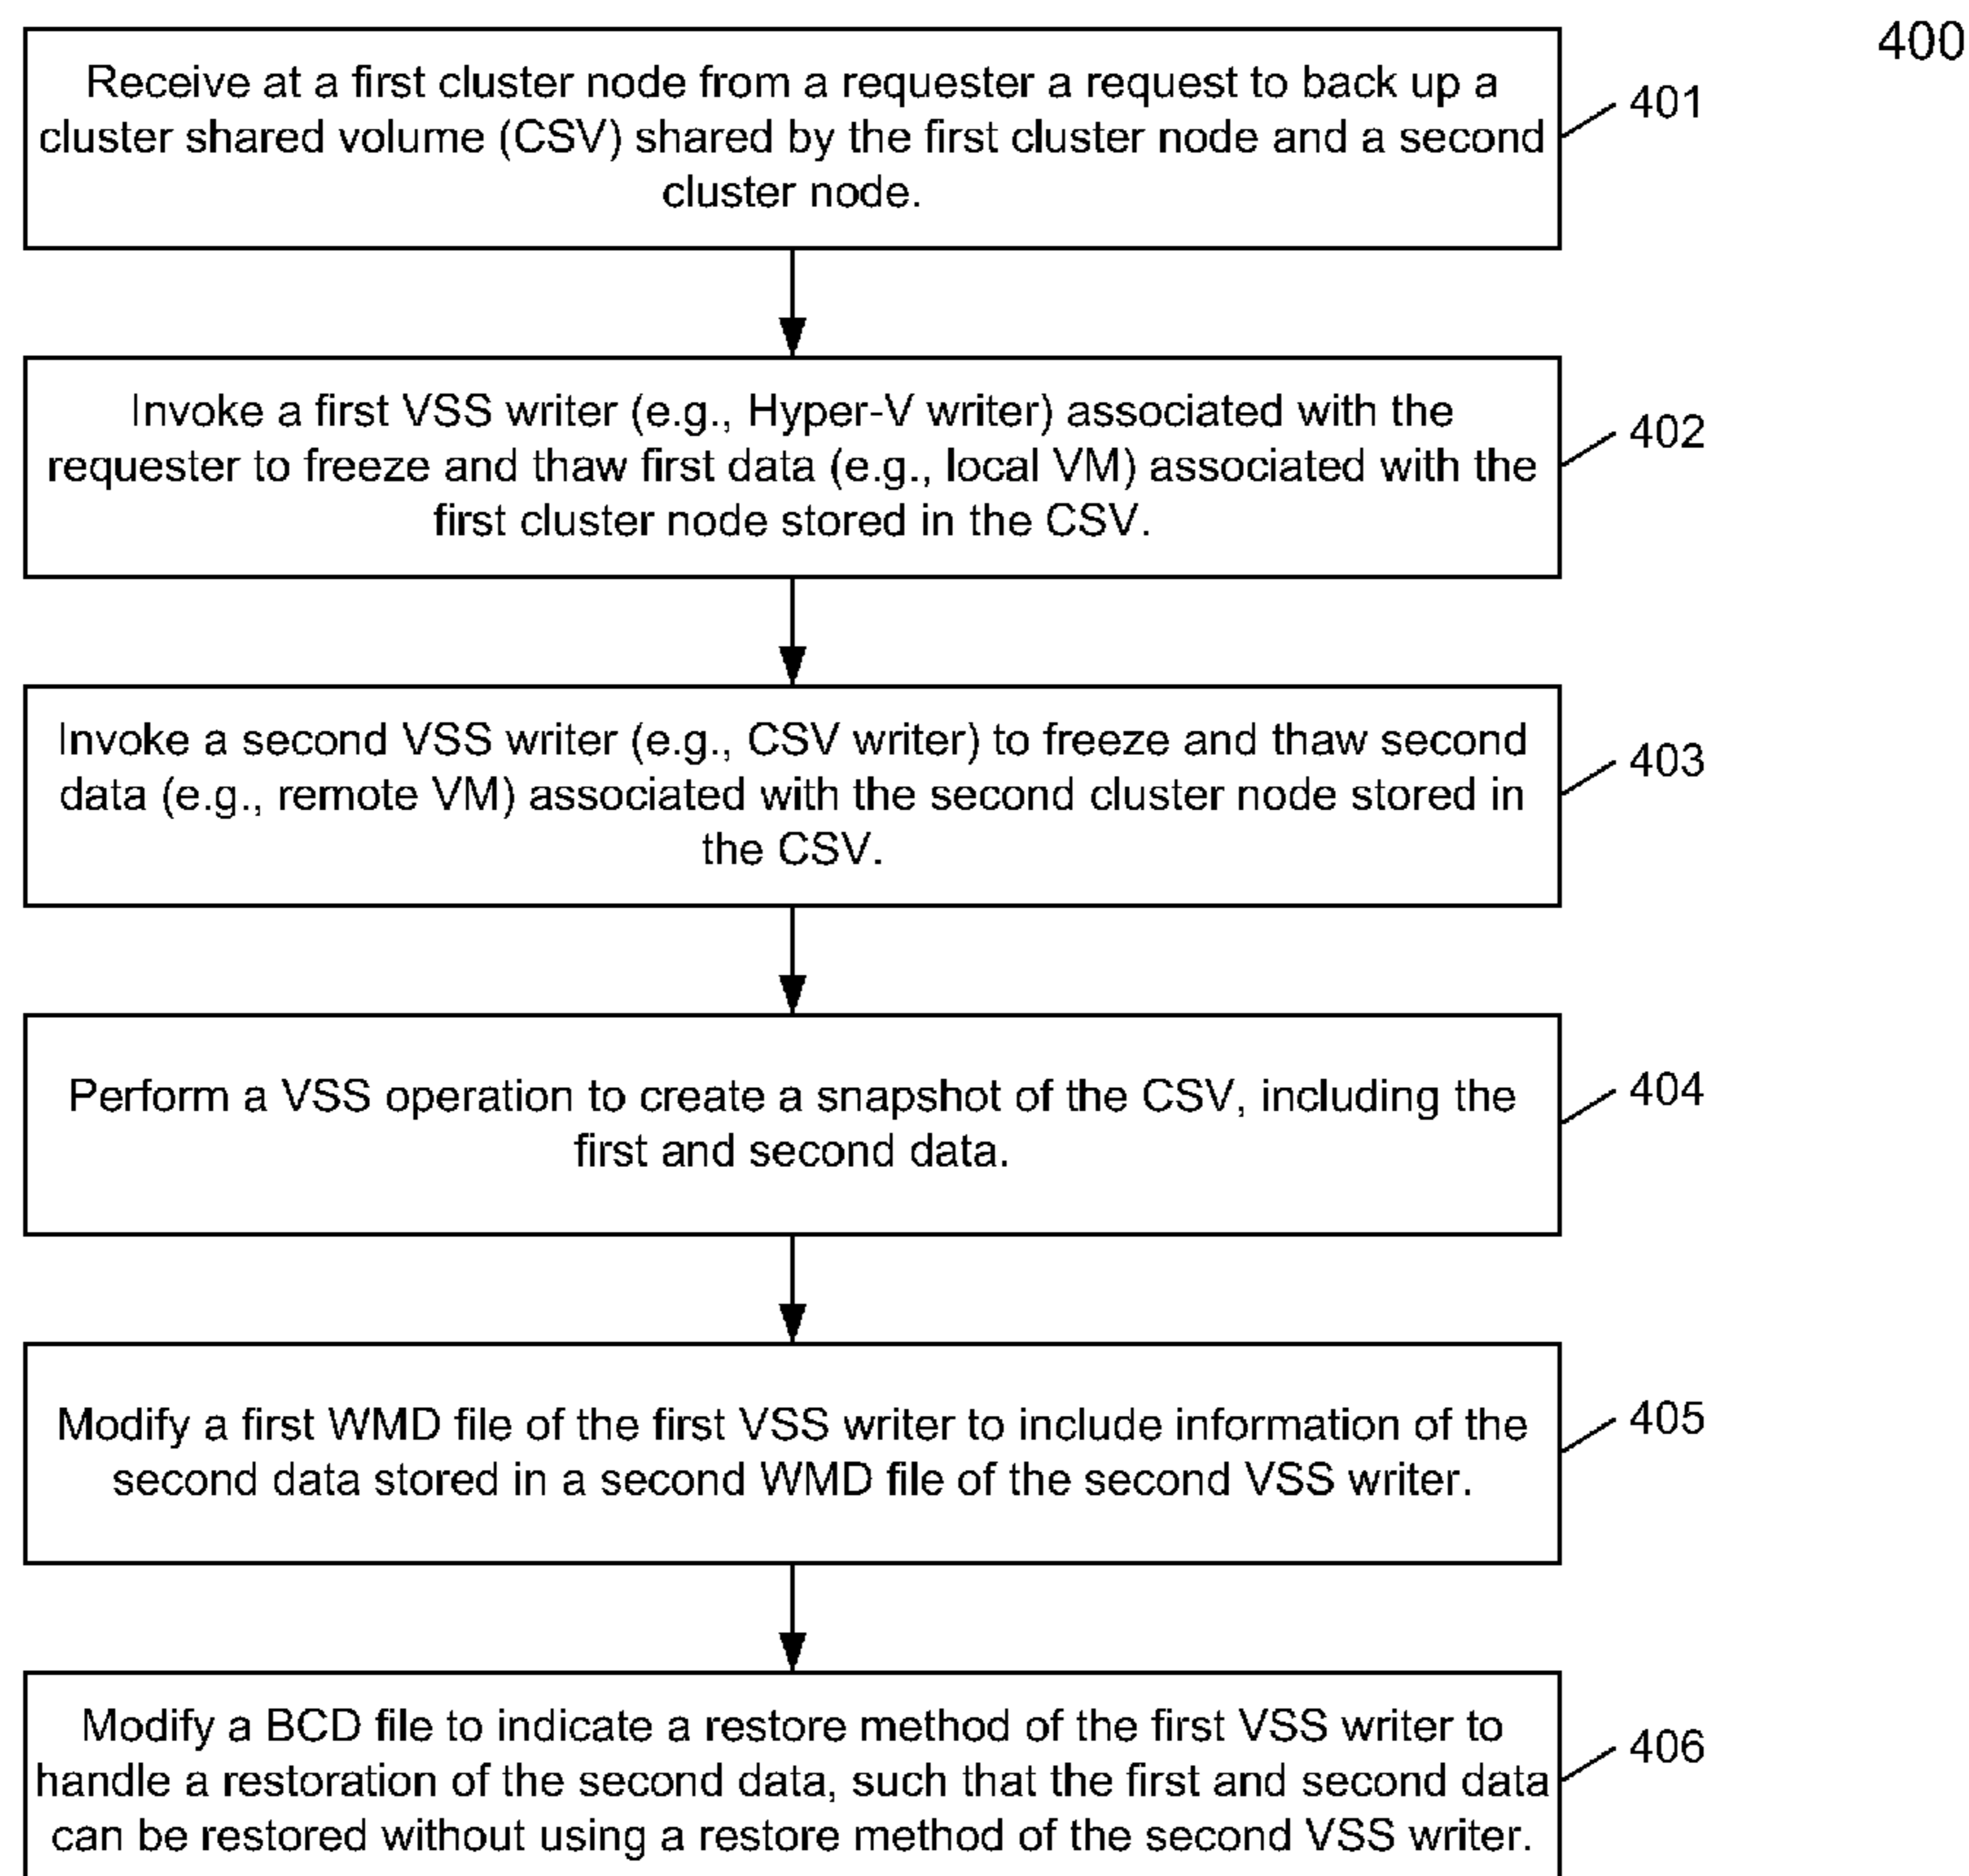 400
Receive at a first cluster node from a requester a request to back up a
cluster shared volume (CSV) shared by the first cluster node and a second
cluster node.
401
Invoke a first VSS writer (e.g., Hyper-V writer) associated with the
requester to freeze and thaw first data (e.g., local VM) associated with the
first cluster node stored in the CSV.
402
Invoke a second VSS writer (e.g., CSV writer) to freeze and thaw second
data (e.g., remote VM) associated with the second cluster node stored in
the CSV.
403
Perform a VSS operation to create a snapshot of the CSV, including the
first and second data.
404
Modify a first WMD file of the first VSS writer to include information of the
second data stored in a second WMD file of the second VSS writer.
405
Modify a BCD file to indicate a restore method of the first VSS writer to
handle a restoration of the second data, such that the first and second data
can be restored without using a restore method of the second VSS writer.
406